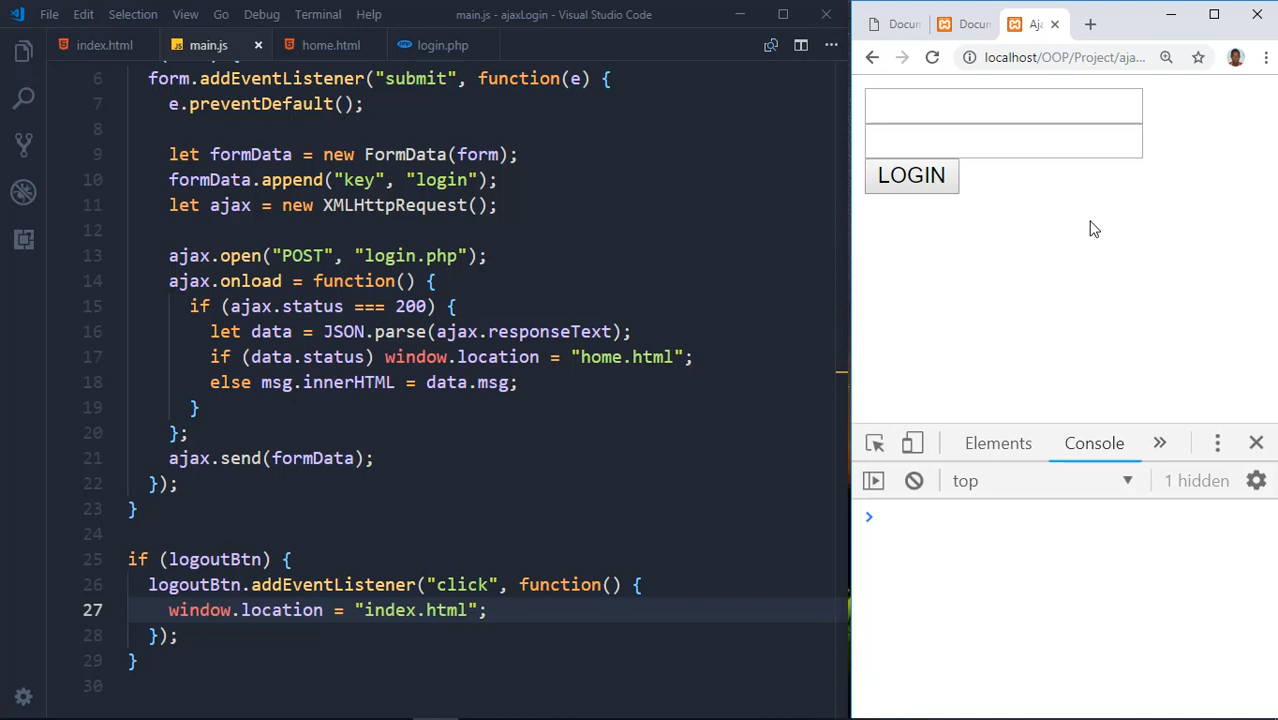 File Edit Selection View Go Debug Terminal Help
main.js - ajaxLogin - Visual Studio Code
index.html
main.js
home.html
login.php
6 form.addEventListener("submit", function(e) {
7 e.preventDefault();
8
9 let formData = new FormData(form);
10 formData.append("key", "login");
11 let ajax = new XMLHttpRequest();
12
13 ajax.open("POST", "login.php");
14 ajax.onload = function() {
15 if (ajax.status === 200) {
16 let data = JSON.parse(ajax.responseText);
17 if (data.status) window.location = "home.html";
18 else msg.innerHTML = data.msg;
19 }
20 };
21 ajax.send(formData);
22 });
23 }
24
25 if (logoutBtn) {
26 logoutBtn.addEventListener("click", function() {
27 window.location = "index.html";
28 });
29 }
30
Docum
Docum
Aja
localhost/OOP/Project/aja...
LOGIN
Elements Console
top
1 hidden